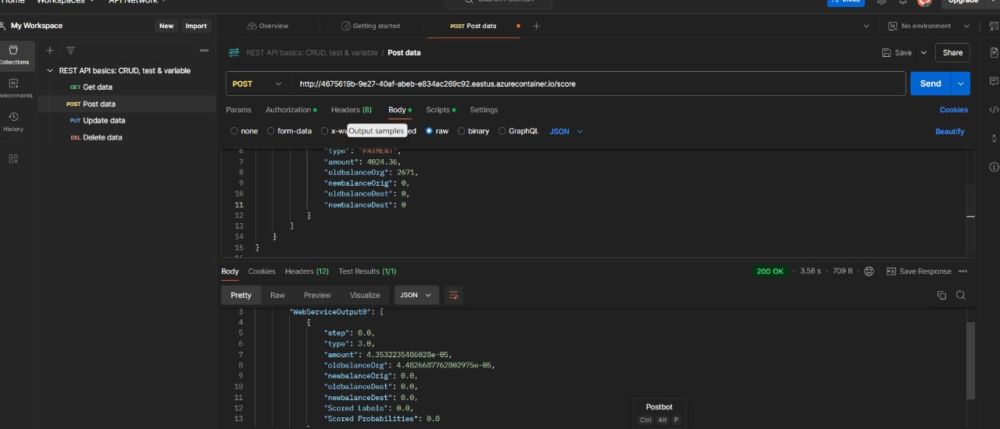 Home Workspaces API Network Search Postman Invite Upgrade
My Workspace New Import Overview Getting started POST Post data No environment
Collections
REST API basics: CRUD, test & variable / Post data Save Share
REST API basics: CRUD, test & variable
GET Get data
POST http://4675619b-9e27-40af-abeb-e834ac269c92.eastus.azurecontainer.io/score Send
Environments
POST Post data
PUT Update data
DEL Delete data
History
Params Authorization Headers (8) Body Scripts Settings Cookies
none form-data x-ww Output samples ed raw binary GraphQL JSON Beautify
6 "type": "PAYMENT",
7 "amount": 4024.36,
8 "oldbalanceOrg": 2671,
9 "newbalanceOrig": 0,
10 "oldbalanceDest": 0,
11 "newbalanceDest": 0
12 }
13 ]
14 }
15 }
16
Body Cookies Headers (12) Test Results (1/1) 200 OK 3.58 s 709 B Save Response
Pretty Raw Preview Visualize JSON
3 "WebServiceOutput0": [
4 {
5 "step": 0.0,
6 "type": 3.0,
7 "amount": 4.3532235486028e-05,
8 "oldbalanceOrg": 4.4826687762802975e-05,
9 "newbalanceOrig": 0.0,
10 "oldbalanceDest": 0.0,
11 "newbalanceDest": 0.0,
12 "Scored Labels": 0.0,
13 "Scored Probabilities": 0.0
Postbot
Ctrl Alt P